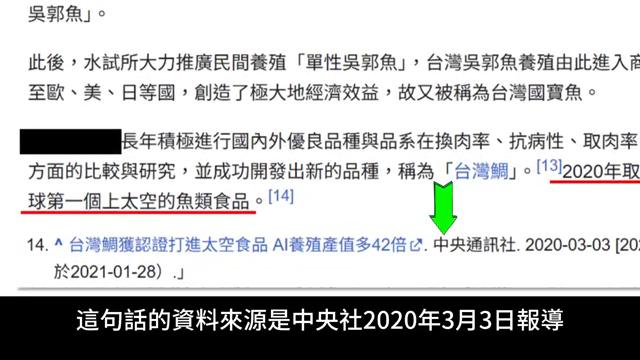 吳郭魚」。
此後，水試所大力推廣民間養殖「單性吳郭魚」，台灣吳郭魚養殖由此進入商
至歐、美、日等國，創造了極大地經濟效益，故又被稱為台灣國寶魚。
長年積極進行國內外優良品種與品系在換肉率、抗病性、取肉率
方面的比較與研究，並成功開發出新的品種，稱為「台灣鯛」。[13]2020年取
球第一個上太空的魚類食品。[14]
14. ^ 台灣鯛獲認證打進太空食品 AI養殖產值多42倍. 中央通訊社. 2020-03-03 [202
於2021-01-28）.」
這句話的資料來源是中央社2020年3月3日報導